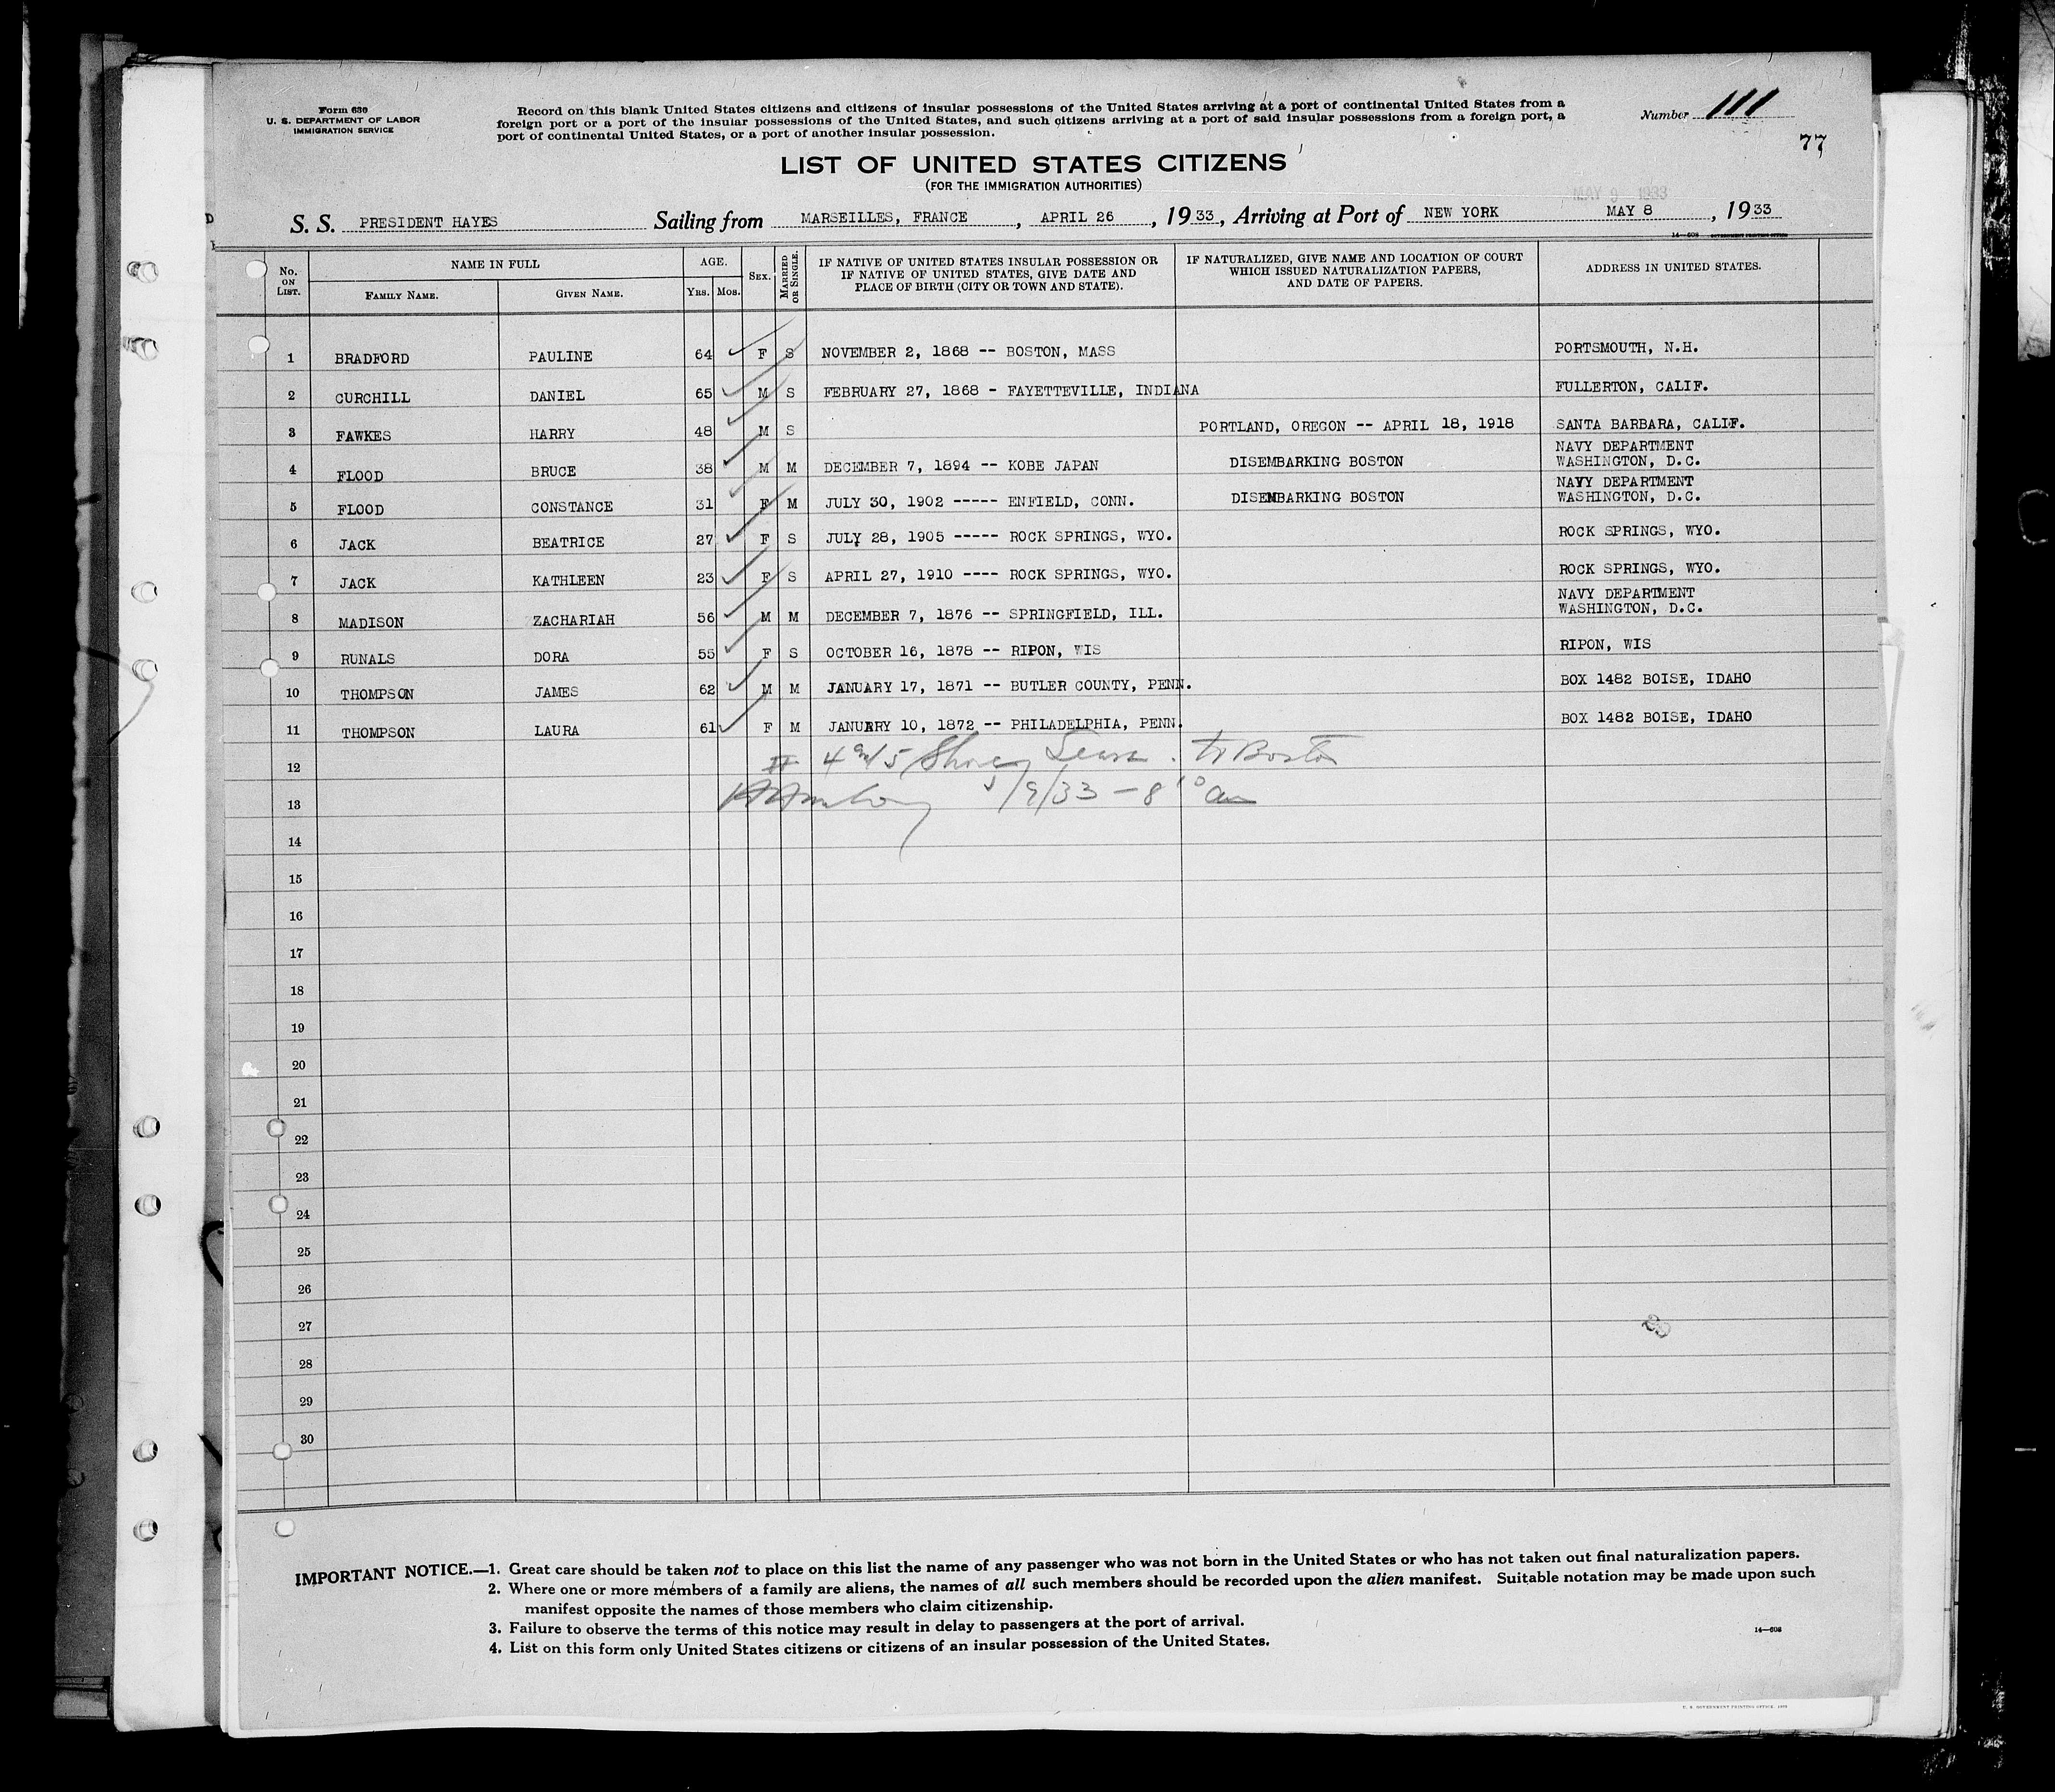 Form 630
U. S. DEPARTMENT OF LABOR
IMMIGRATION SERVICE
Record on this blank United States citizens and citizens of insular possessions of the United States arriving at a port of continental United States from a
foreign port or a port of the insular possessions of the United States, and such citizens arriving at a port of said insular possessions from a foreign port, a
port of continental United States, or a port of another insular possession.
Number 111
77
LIST OF UNITED STATES CITIZENS
(FOR THE IMMIGRATION AUTHORITIES)
MAY 9 1933
S. S. PRESIDENT HAYES Sailing from MARSEILLES, FRANCE, APRIL 26, 1933, Arriving at Port of NEW YORK MAY 8, 1933
14—608 GOVERNMENT PRINTING OFFICE
No. ON LIST.
NAME IN FULL
FAMILY NAME.
GIVEN NAME.
AGE.
YRS.
MOS.
SEX.
MARRIED OR SINGLE.
IF NATIVE OF UNITED STATES INSULAR POSSESSION OR
IF NATIVE OF UNITED STATES, GIVE DATE AND
PLACE OF BIRTH (CITY OR TOWN AND STATE).
IF NATURALIZED, GIVE NAME AND LOCATION OF COURT
WHICH ISSUED NATURALIZATION PAPERS,
AND DATE OF PAPERS.
ADDRESS IN UNITED STATES.
1 BRADFORD PAULINE 64 F S NOVEMBER 2, 1868 -- BOSTON, MASS PORTSMOUTH, N.H.
2 CURCHILL DANIEL 65 M S FEBRUARY 27, 1868 - FAYETTEVILLE, INDIANA FULLERTON, CALIF.
3 FAWKES HARRY 48 M S PORTLAND, OREGON -- APRIL 18, 1918 SANTA BARBARA, CALIF.
4 FLOOD BRUCE 38 M M DECEMBER 7, 1894 -- KOBE JAPAN DISEMBARKING BOSTON NAVY DEPARTMENT
WASHINGTON, D.C.
5 FLOOD CONSTANCE 31 F M JULY 30, 1902 ----- ENFIELD, CONN. DISEMBARKING BOSTON NAVY DEPARTMENT
WASHINGTON, D.C.
6 JACK BEATRICE 27 F S JULY 28, 1905 ----- ROCK SPRINGS, WYO. ROCK SPRINGS, WYO.
7 JACK KATHLEEN 23 F S APRIL 27, 1910 ---- ROCK SPRINGS, WYO. ROCK SPRINGS, WYO.
8 MADISON ZACHARIAH 56 M M DECEMBER 7, 1876 -- SPRINGFIELD, ILL. NAVY DEPARTMENT
WASHINGTON, D.C.
9 RUNALS DORA 55 F S OCTOBER 16, 1878 -- RIPON, WIS RIPON, WIS
10 THOMPSON JAMES 62 M M JANUARY 17, 1871 -- BUTLER COUNTY, PENN. BOX 1482 BOISE, IDAHO
11 THOMPSON LAURA 61 F M JANUARY 10, 1872 -- PHILADELPHIA, PENN. BOX 1482 BOISE, IDAHO
12 # 4 and 5 Shore Leave. to Boston
13 5/9/33 — 8 10 am
14
15
16
17
18
19
20
21
22
23
24
25
26
27
28
29
30
IMPORTANT NOTICE.—1. Great care should be taken not to place on this list the name of any passenger who was not born in the United States or who has not taken out final naturalization papers.
2. Where one or more members of a family are aliens, the names of all such members should be recorded upon the alien manifest. Suitable notation may be made upon such
manifest opposite the names of those members who claim citizenship.
3. Failure to observe the terms of this notice may result in delay to passengers at the port of arrival.
4. List on this form only United States citizens or citizens of an insular possession of the United States.
14—608